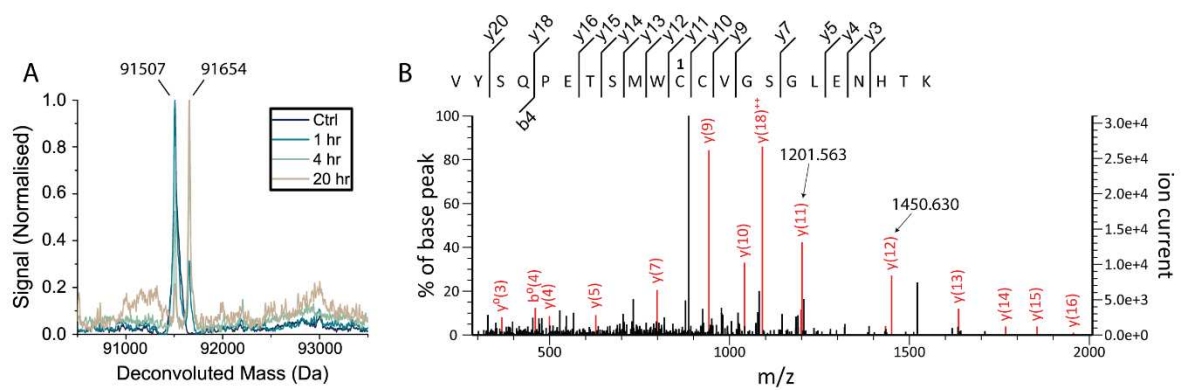 A
91507
91654
Signal (Normalised)
1.0
0.8
0.6
0.4
0.2
0.0
Ctrl
1 hr
4 hr
20 hr
91000
92000
93000
Deconvoluted Mass (Da)
B
y20
y18
y16
y15
y14
y13
y12
y11
y10
y9
y7
y5
y4
y3
1
V Y S Q P E T S M W C C V G S G L E N H T K
b4
% of base peak
100
80
60
40
20
0
y⁰(3)
b⁰(4)
y(4)
y(5)
y(7)
y(9)
y(10)
y(18)⁺⁺
1201.563
y(11)
1450.630
y(12)
y(13)
y(14)
y(15)
y(16)
3.0e+4
2.5e+4
2.0e+4
1.5e+4
1.0e+4
5.0e+3
0.0e+0
ion current
500
1000
1500
2000
m/z